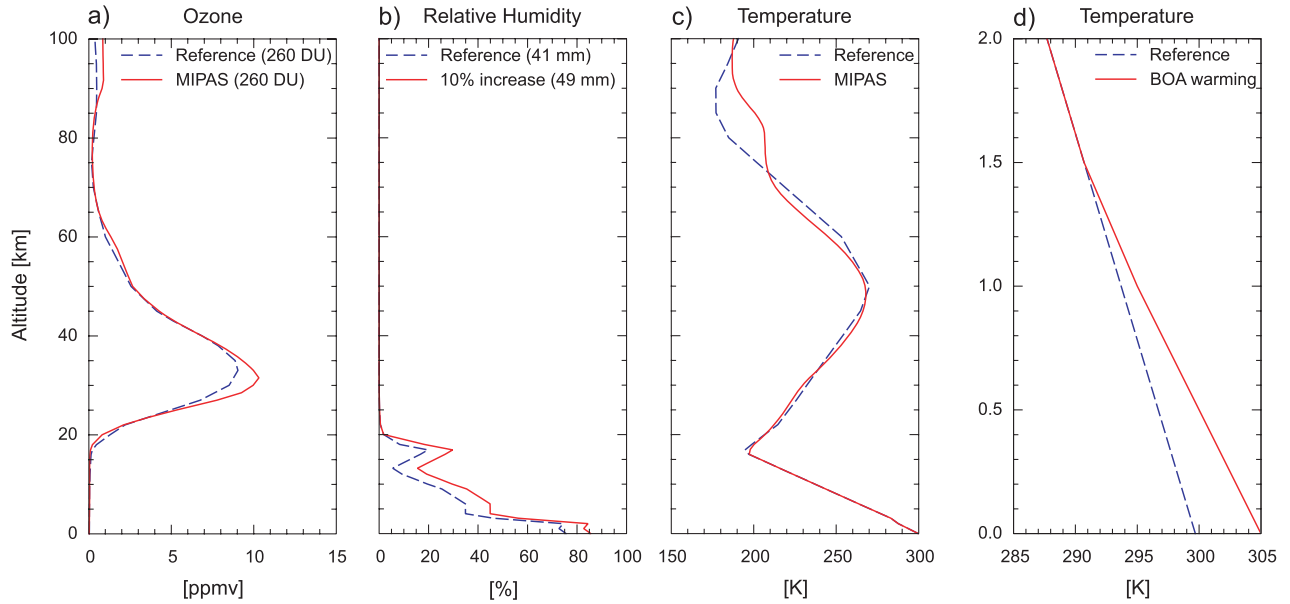 a) Ozone
b) Relative Humidity
c) Temperature
d) Temperature
100
80
60
40
20
0
Altitude [km]
Reference (260 DU)
MIPAS (260 DU)
0 5 10 15
[ppmv]
Reference (41 mm)
10% increase (49 mm)
0 20 40 60 80 100
[%]
Reference
MIPAS
150 200 250 300
[K]
2.0
1.5
1.0
0.5
0.0
Reference
BOA warming
285 290 295 305
[K]